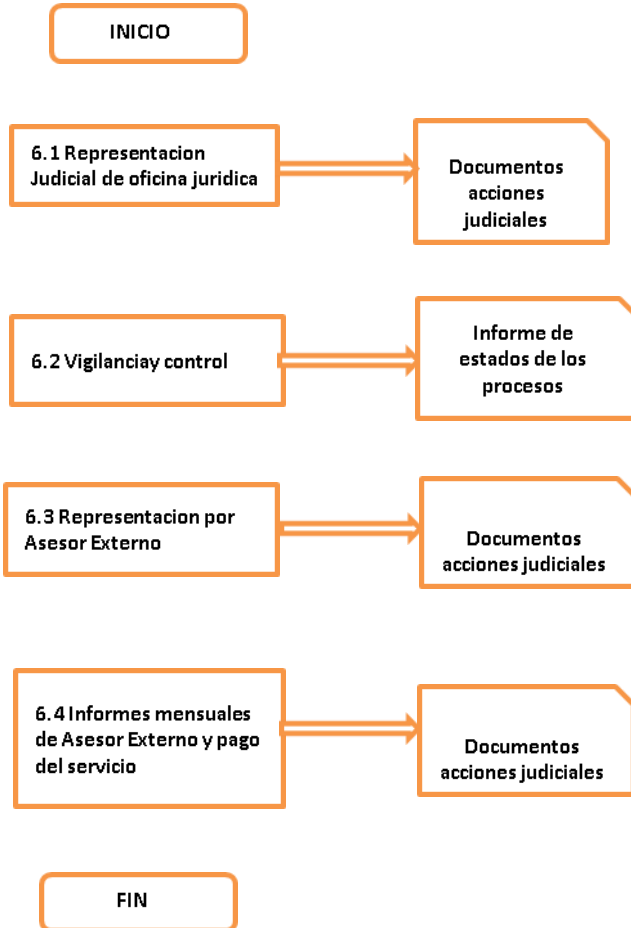 INICIO
6.1 Representacion
Judicial de oficina juridica
Documentos
acciones
judiciales
6.2 Vigilanciay control
Informe de
estados de los
procesos
6.3 Representacion por
Asesor Externo
Documentos
acciones judiciales
6.4 Informes mensuales
de Asesor Externo y pago
del servicio
Documentos
acciones judiciales
FIN